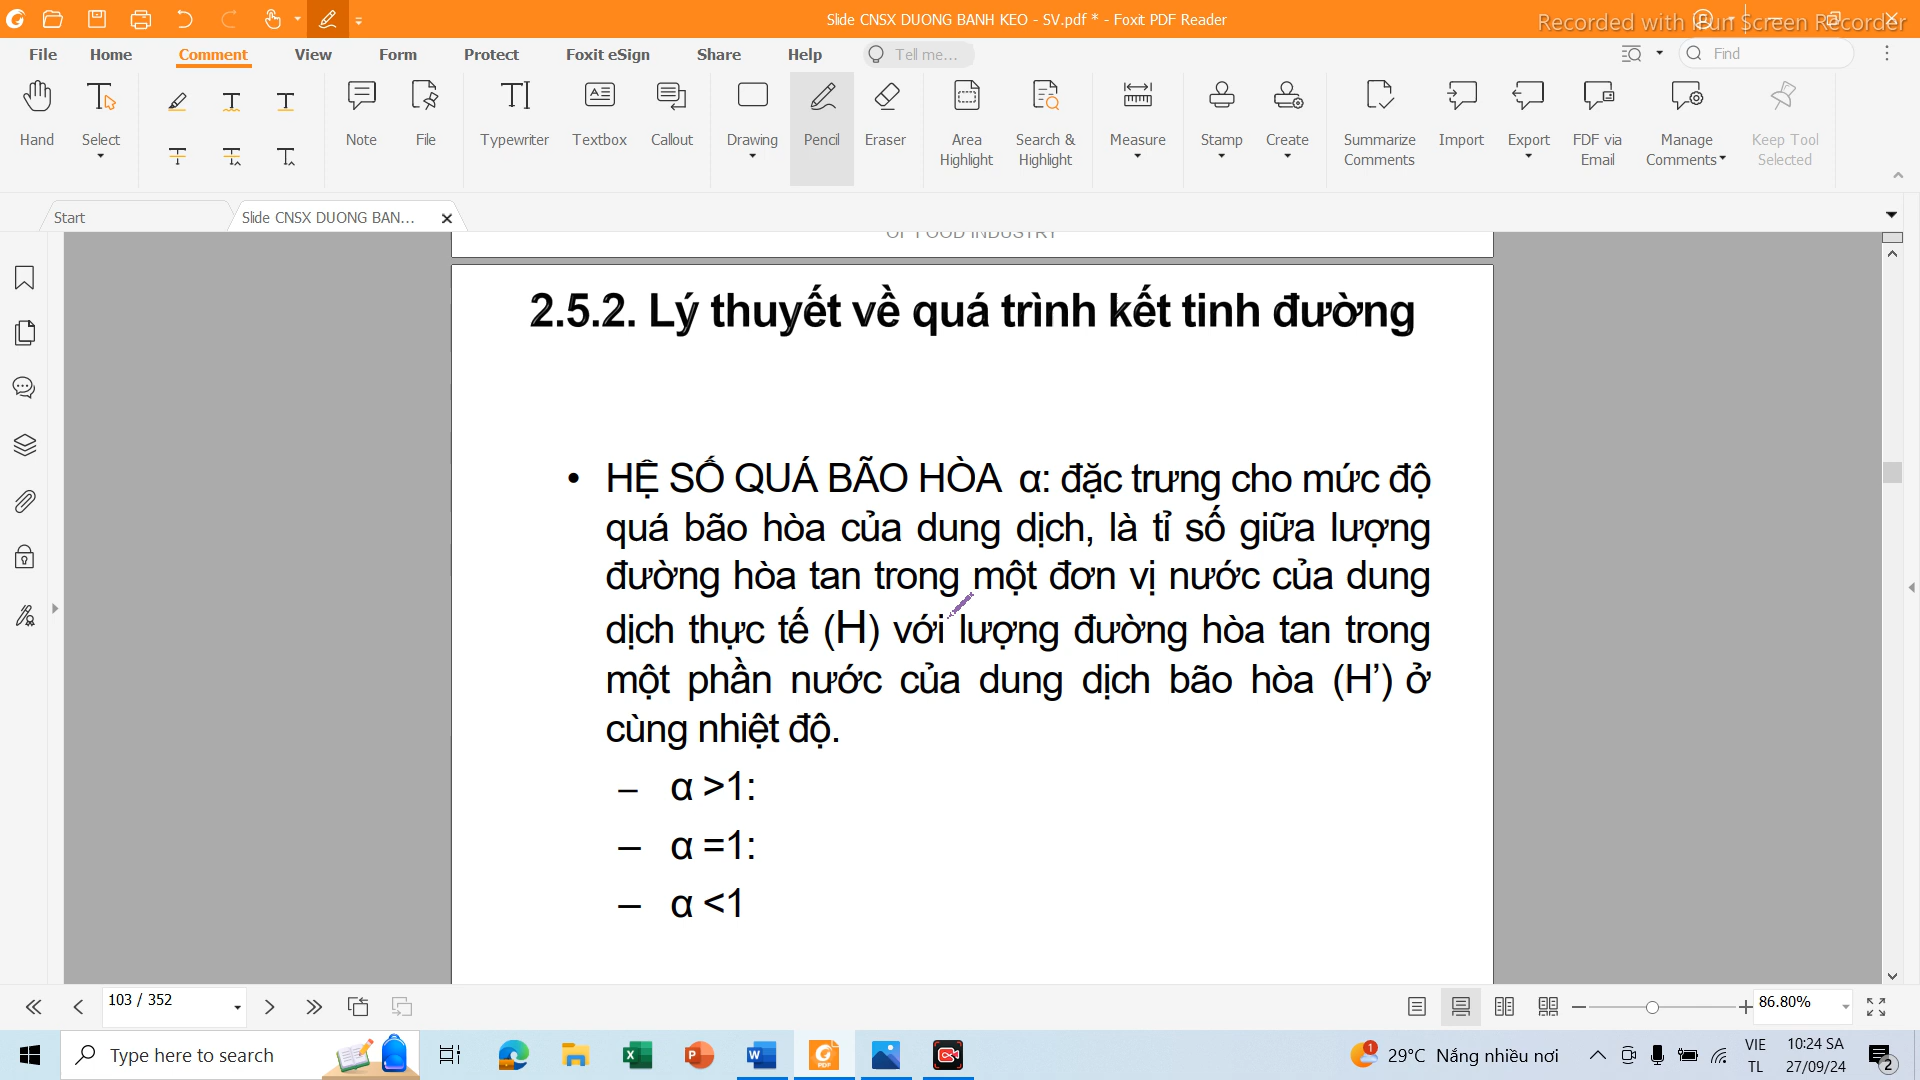 Slide CNSX DUONG BANH KEO - SV.pdf * - Foxit PDF Reader
Recorded with iFun Screen Recorder
File Home Comment View Form Protect Foxit eSign Share Help Tell me... Find
Hand Select Note File Typewriter Textbox Callout Drawing Pencil Eraser Area Highlight Search & Highlight Measure Stamp Create Summarize Comments Import Export FDF via Email Manage Comments Keep Tool Selected
Start Slide CNSX DUONG BAN...
OF FOOD INDUSTRY
2.5.2. Lý thuyết về quá trình kết tinh đường
• HỆ SỐ QUÁ BÃO HÒA α: đặc trưng cho mức độ
quá bão hòa của dung dịch, là tỉ số giữa lượng
đường hòa tan trong một đơn vị nước của dung
dịch thực tế (H) với lượng đường hòa tan trong
một phần nước của dung dịch bão hòa (H’) ở
cùng nhiệt độ.
– α >1:
– α =1:
– α <1
103 / 352 86.80%
Type here to search 29°C Nắng nhiều nơi VIE 10:24 SA
TL 27/09/24 2